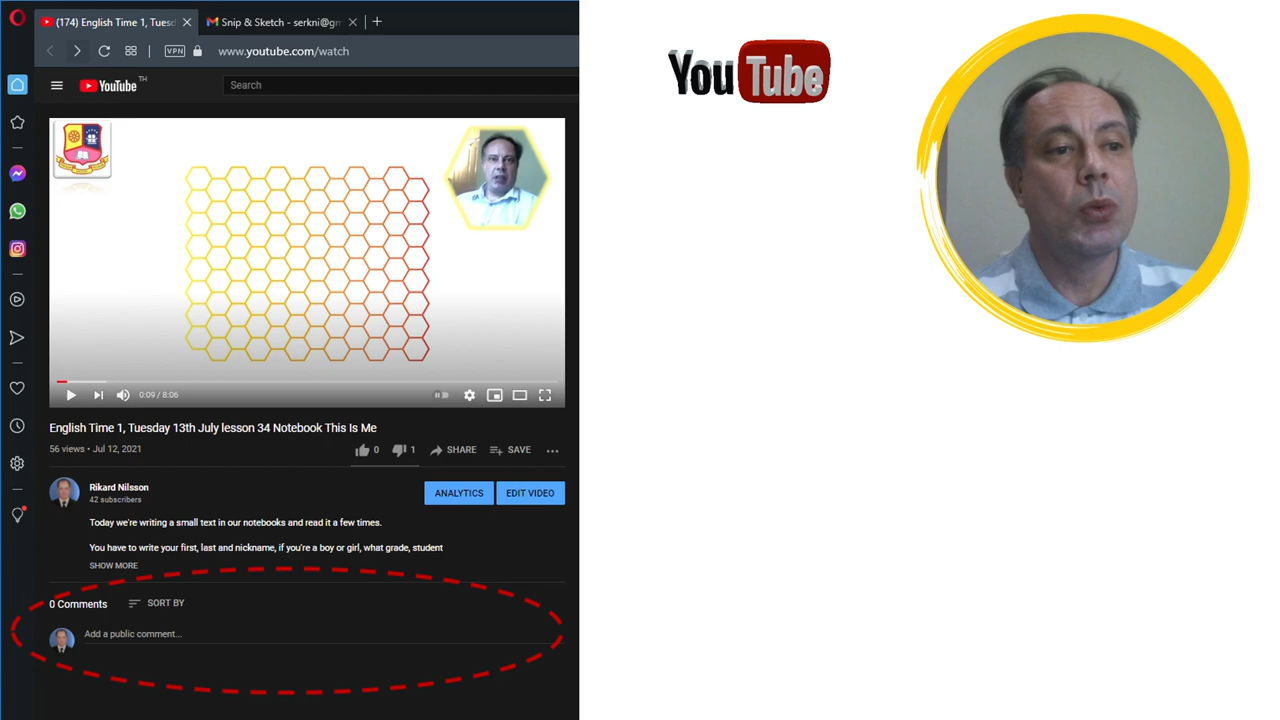 (174) English Time 1, Tuesd
Snip & Sketch - serkni@gm
VPN
www.youtube.com/watch
YouTube TH
Search
You Tube
0:09 / 8:06
English Time 1, Tuesday 13th July lesson 34 Notebook This Is Me
56 views • Jul 12, 2021
0
1
SHARE
SAVE
Rikard Nilsson
42 subscribers
ANALYTICS
EDIT VIDEO
Today we're writing a small text in our notebooks and read it a few times.
You have to write your first, last and nickname, if you're a boy or girl, what grade, student
SHOW MORE
0 Comments
SORT BY
Add a public comment...